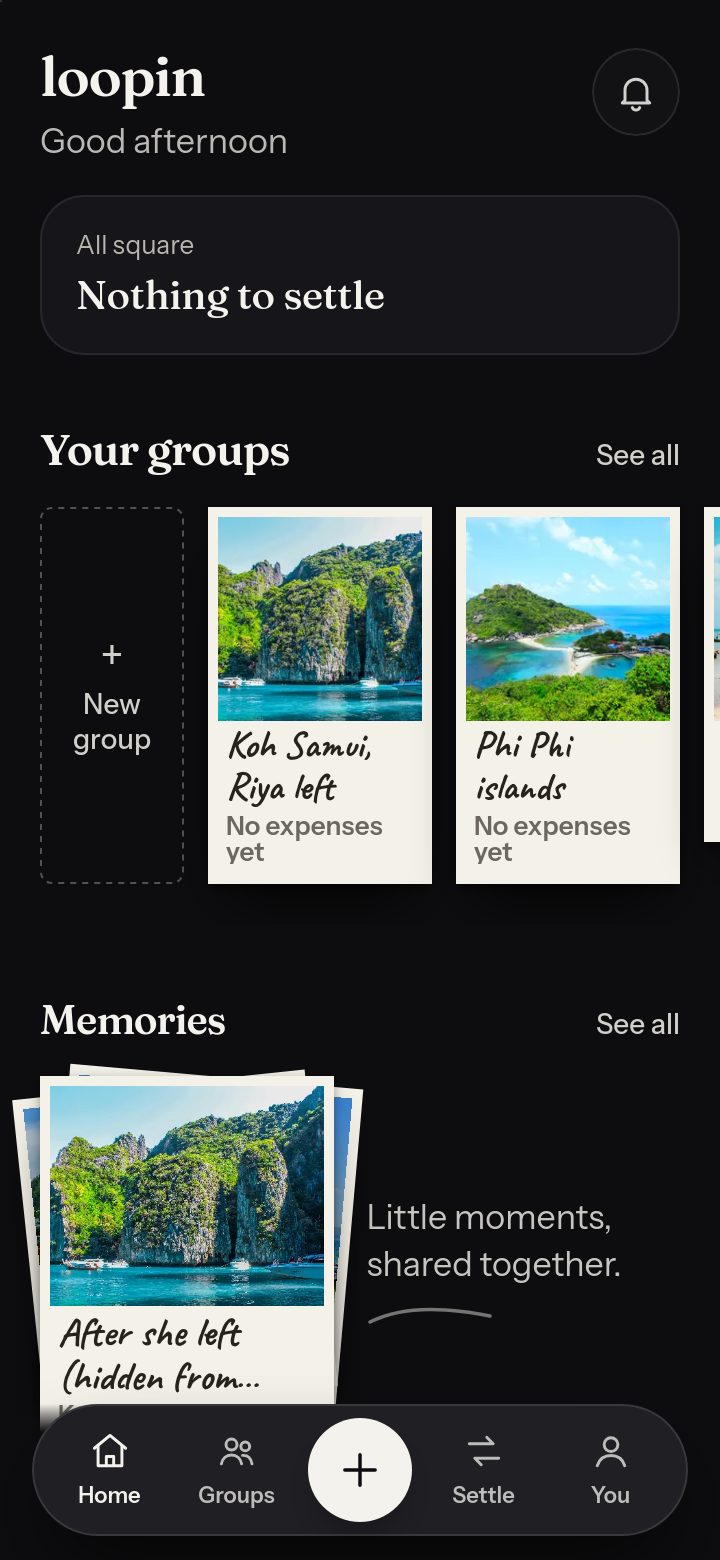 loopin
Good afternoon
All square
Nothing to settle
Your groups
See all
+
New
group
Koh Samui,
Riya left
No expenses
yet
Phi Phi
islands
No expenses
yet
Memories
See all
Little moments,
shared together.
After she left
(hidden from...
Home
Groups
Settle
You